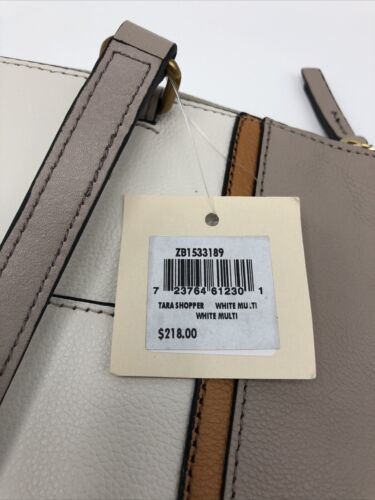 ZB1533189
7 23764 61230 1
TARA SHOPPER WHITE MULTI
WHITE MULTI
$218.00